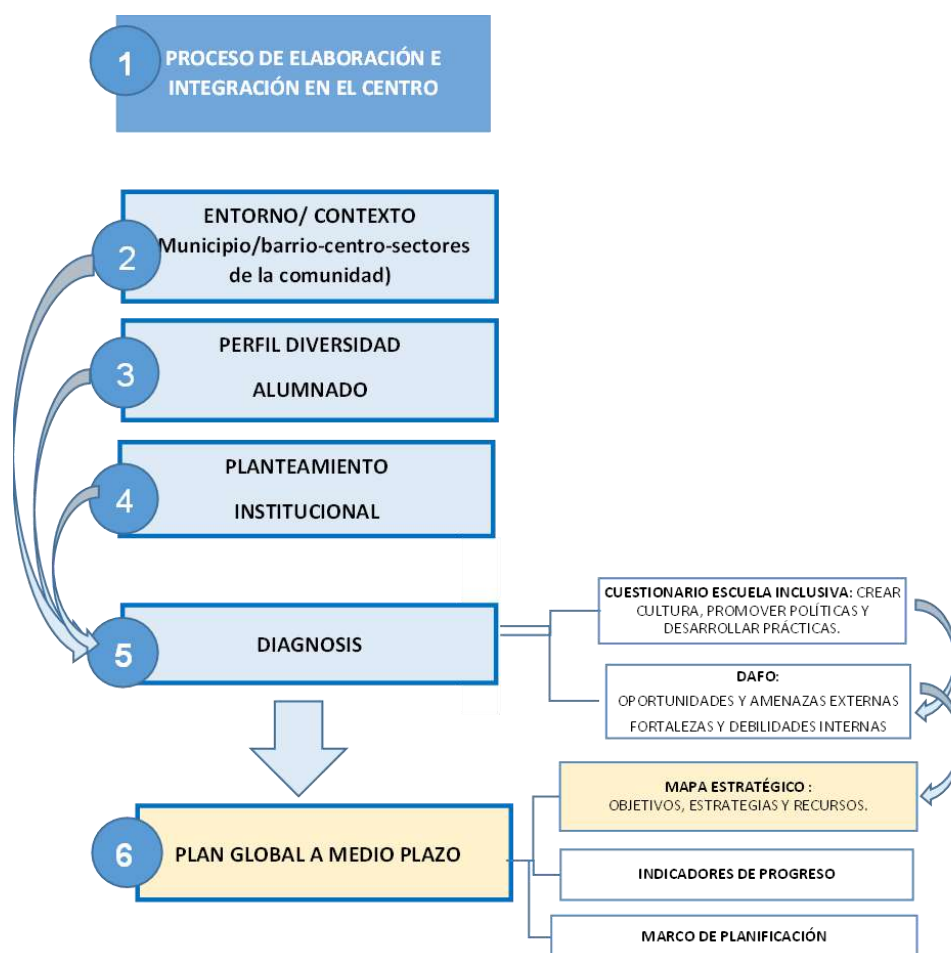 1
PROCESO DE ELABORACIÓN E
INTEGRACIÓN EN EL CENTRO
2
ENTORNO/ CONTEXTO
Municipio/barrio-centro-sectores
de la comunidad)
3
PERFIL DIVERSIDAD
ALUMNADO
4
PLANTEAMIENTO
INSTITUCIONAL
5
DIAGNOSIS
CUESTIONARIO ESCUELA INCLUSIVA: CREAR
CULTURA, PROMOVER POLÍTICAS Y
DESARROLLAR PRÁCTICAS.
DAFO:
OPORTUNIDADES Y AMENAZAS EXTERNAS
FORTALEZAS Y DEBILIDADES INTERNAS
6
PLAN GLOBAL A MEDIO PLAZO
MAPA ESTRATÉGICO :
OBJETIVOS, ESTRATEGIAS Y RECURSOS.
INDICADORES DE PROGRESO
MARCO DE PLANIFICACIÓN